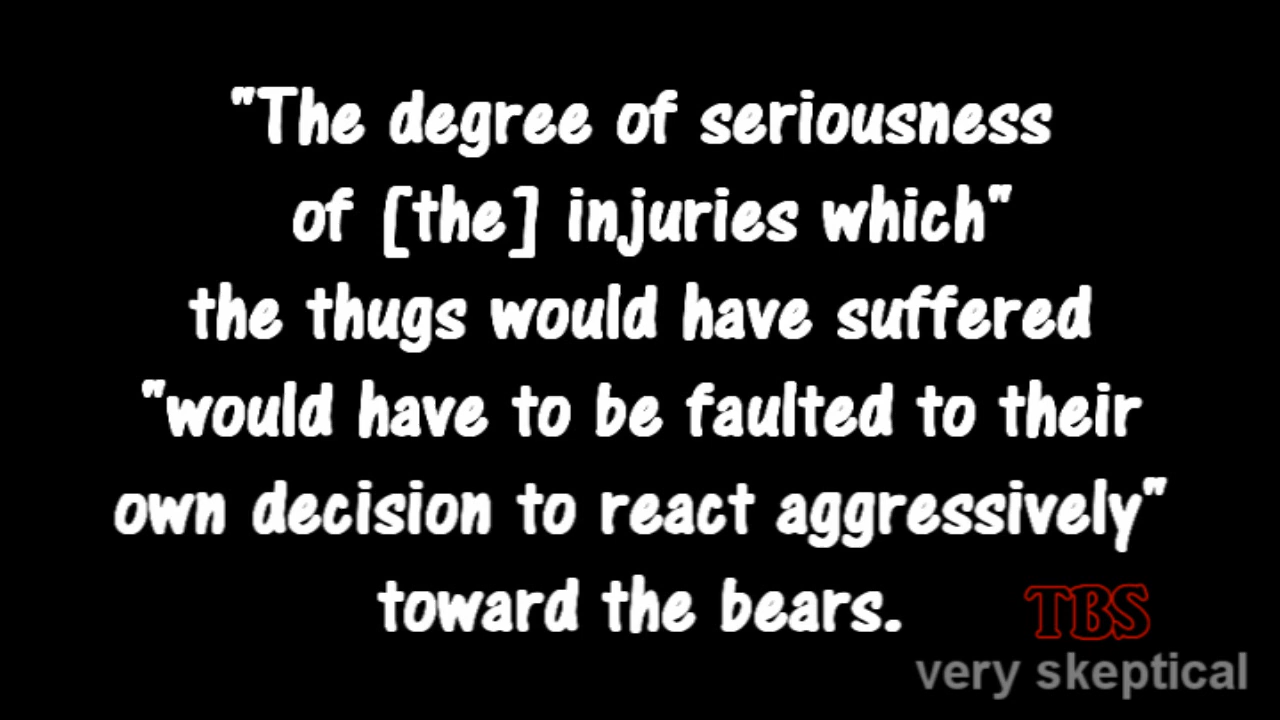 "The degree of seriousness
of [the] injuries which"
the thugs would have suffered
"would have to be faulted to their
own decision to react aggressively"
toward the bears.
TBS
very skeptical